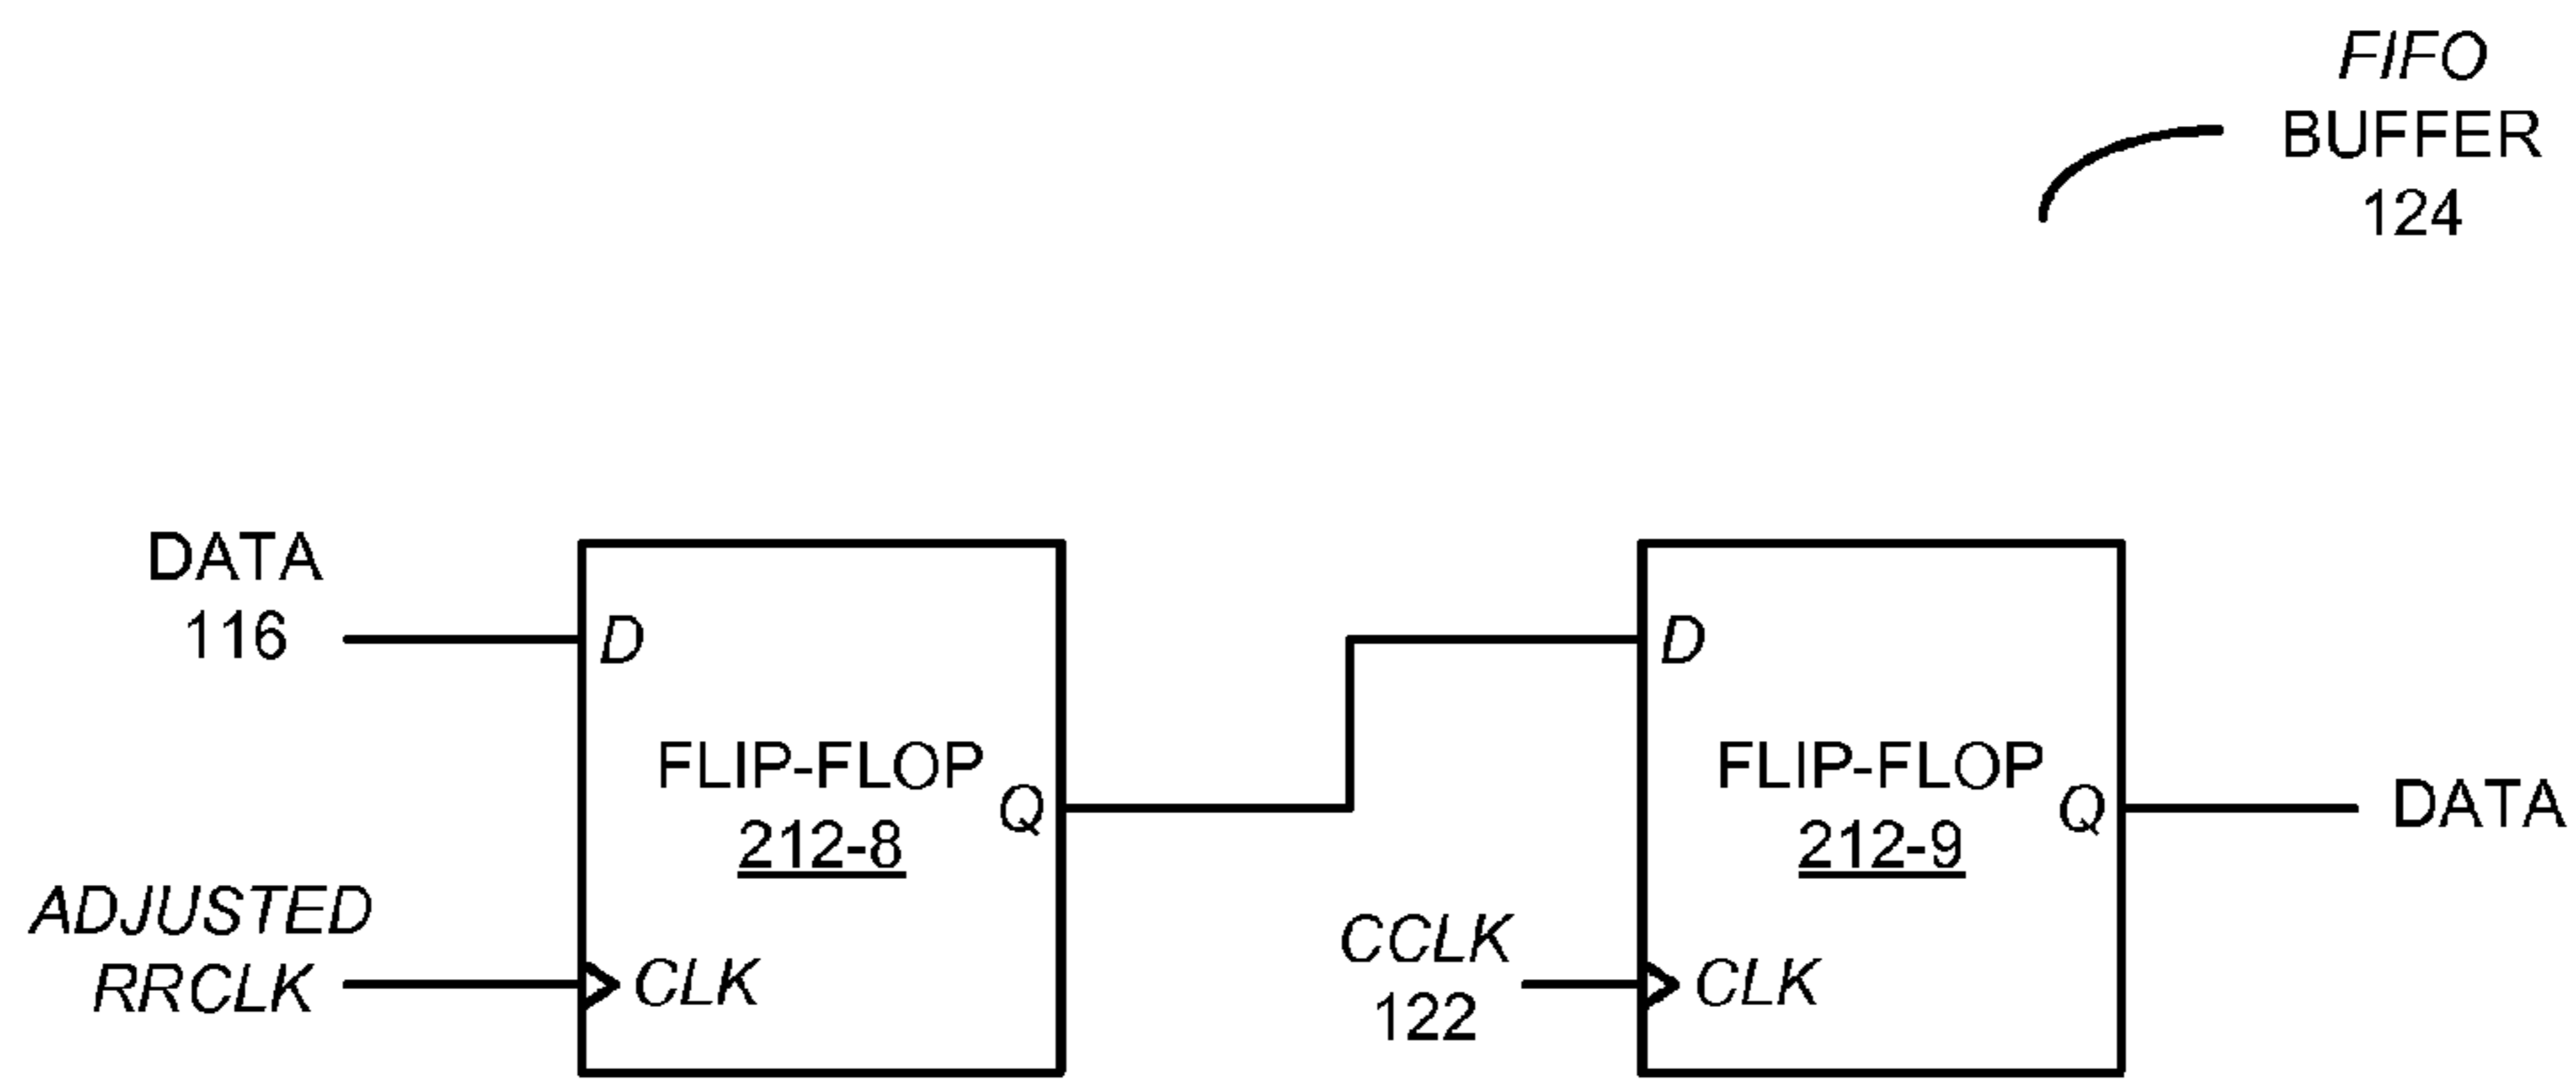 FIFO
BUFFER
124
DATA
116
D
FLIP-FLOP
212-8
Q
ADJUSTED
RRCLK
CLK
D
FLIP-FLOP
212-9
Q
CCLK
122
CLK
DATA